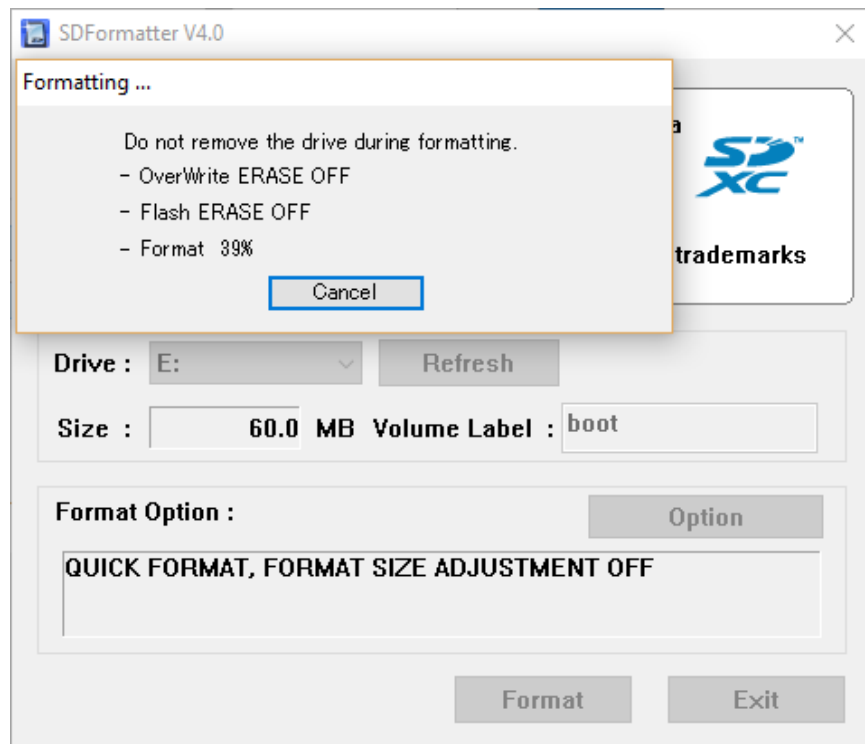 SDFormatter V4.0
Formatting ...
Do not remove the drive during formatting.
- OverWrite ERASE OFF
- Flash ERASE OFF
- Format 39%
Cancel
a
SD XC™
trademarks
Drive : E: Refresh
Size : 60.0 MB Volume Label : boot
Format Option : Option
QUICK FORMAT, FORMAT SIZE ADJUSTMENT OFF
Format Exit